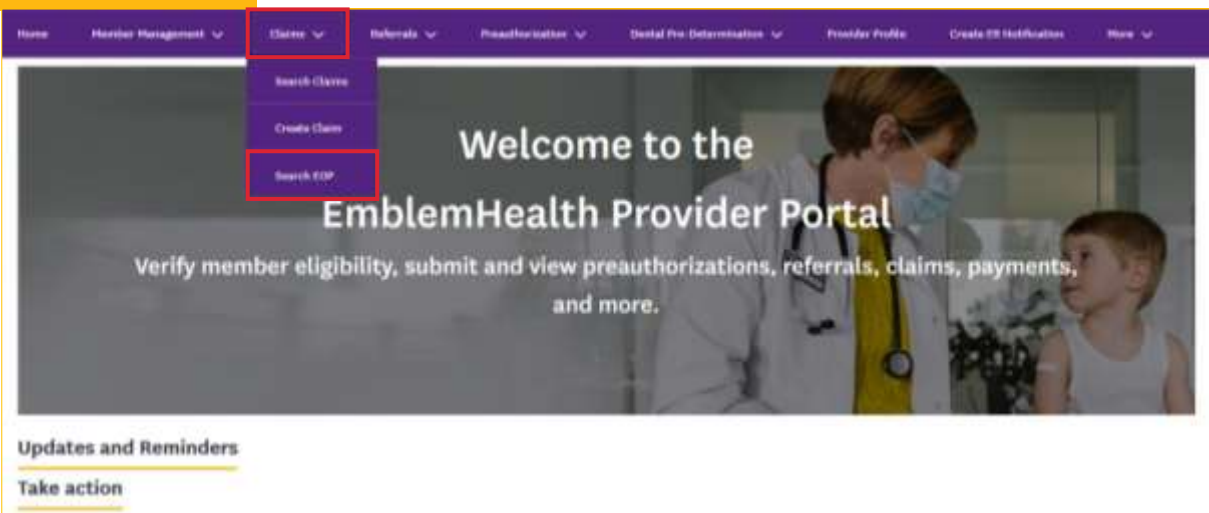 Home Member Management Claims Referrals Preauthorization Dental Pre-Determination Provider Profile Create ER Notification More
Search Claims
Create Claim
Search EOP
Welcome to the
EmblemHealth Provider Portal
Verify member eligibility, submit and view preauthorizations, referrals, claims, payments,
and more.
Updates and Reminders
Take action